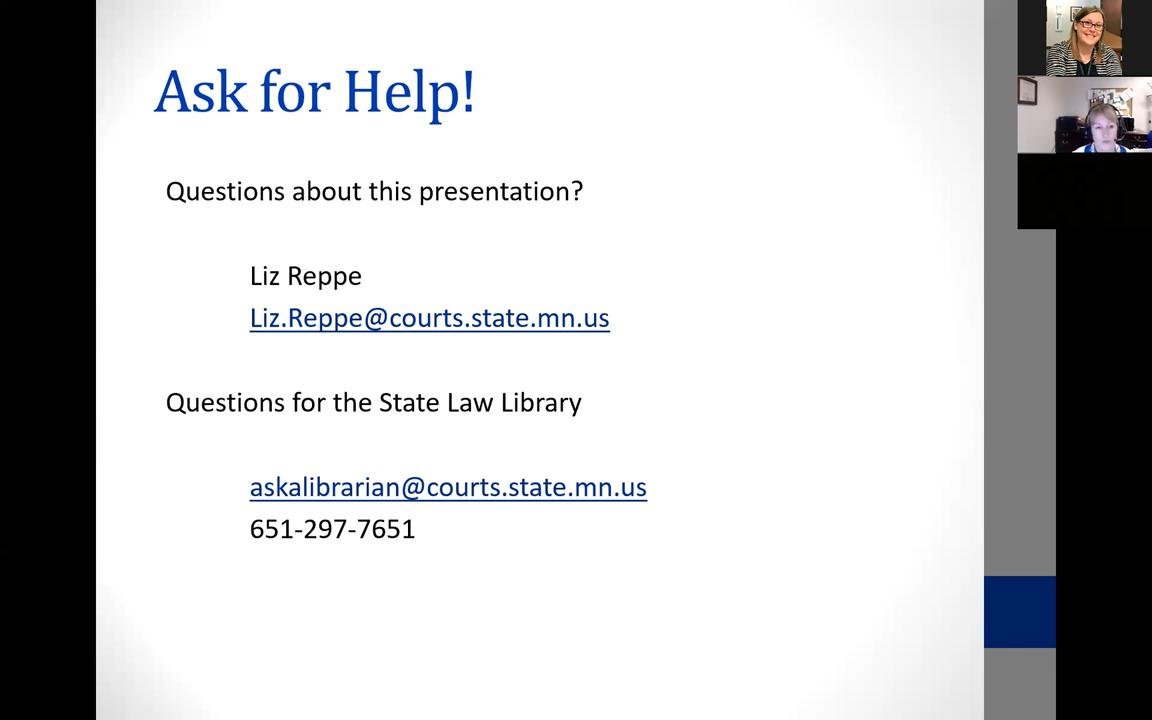 Ask for Help!
Questions about this presentation?
Liz Reppe
Liz.Reppe@courts.state.mn.us
Questions for the State Law Library
askalibrarian@courts.state.mn.us
651-297-7651